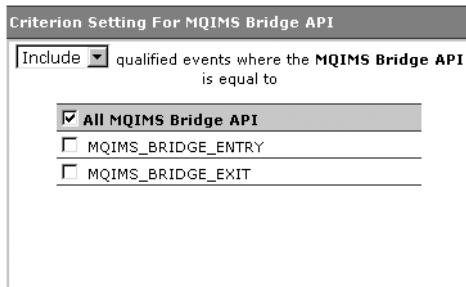 Criterion Setting For MQIMS Bridge API
Include qualified events where the MQIMS Bridge API
is equal to
All MQIMS Bridge API
MQIMS_BRIDGE_ENTRY
MQIMS_BRIDGE_EXIT